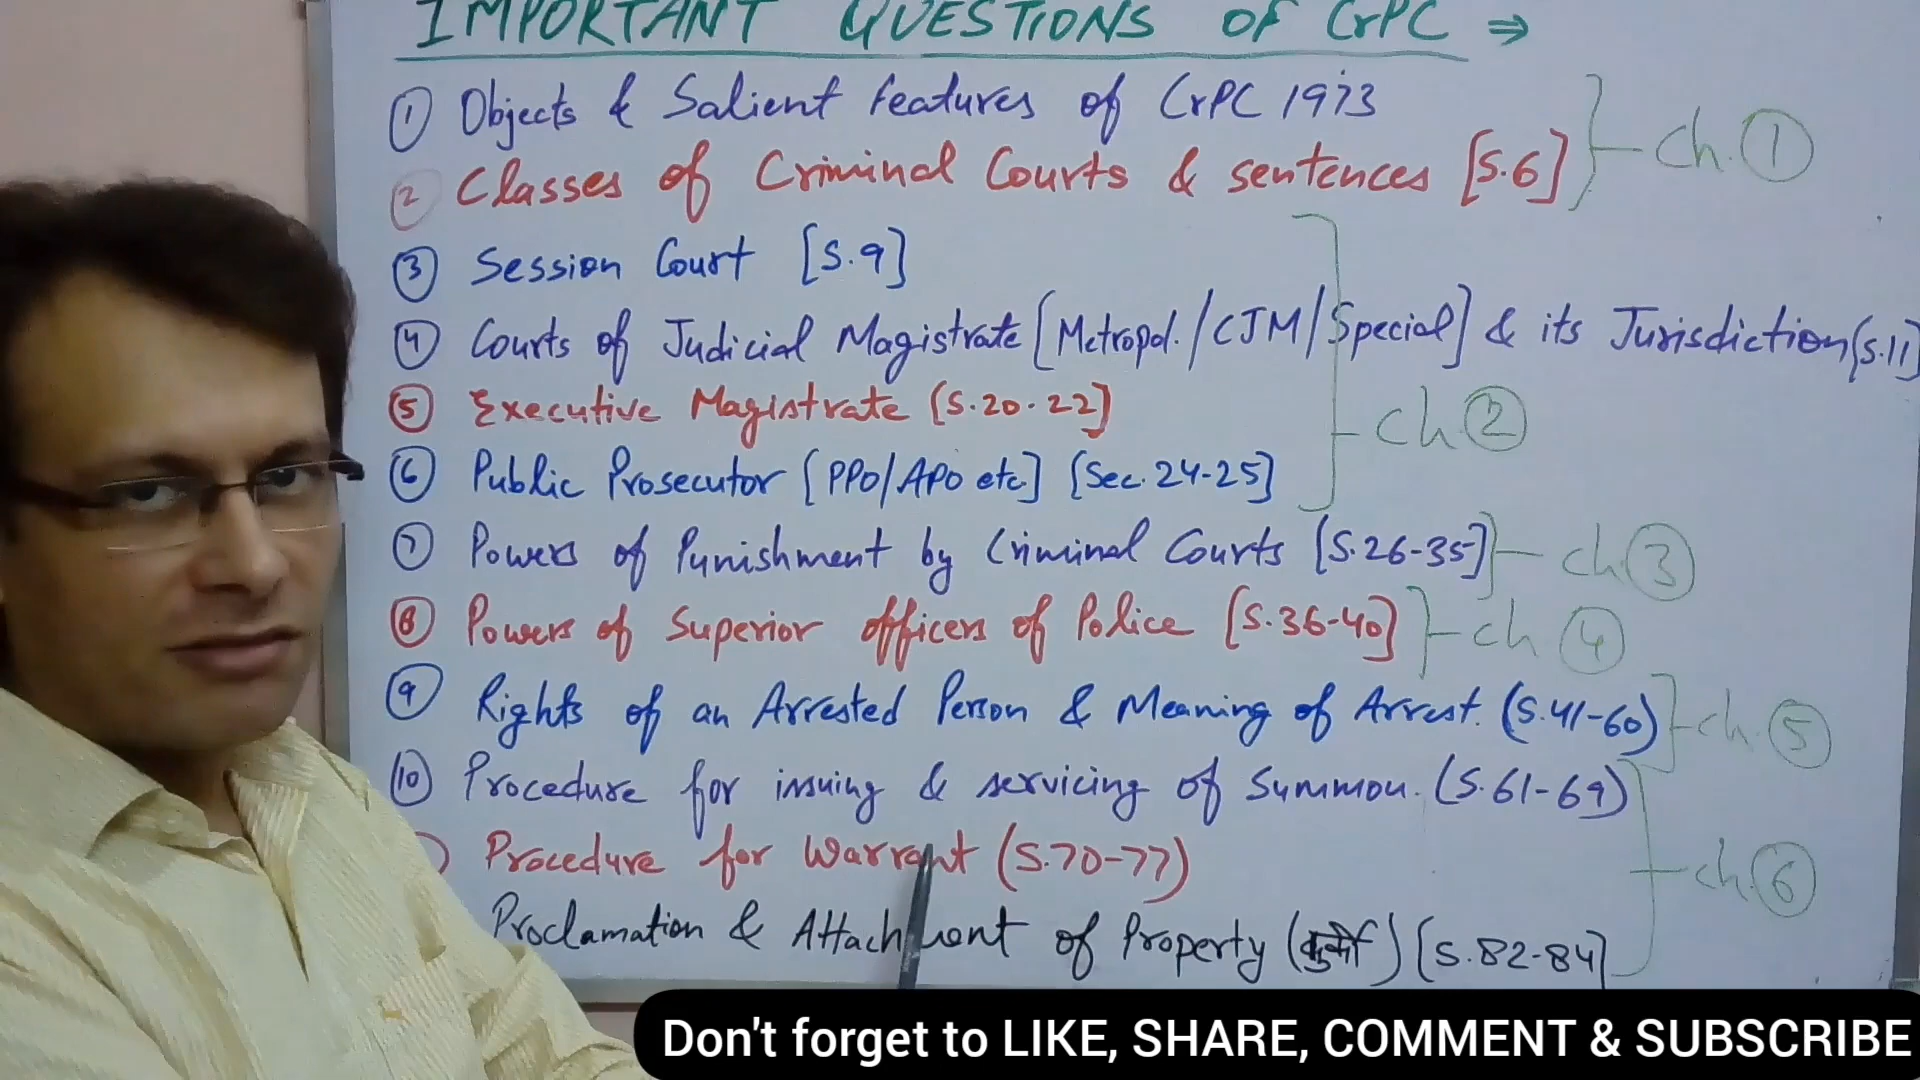 IMPORTANT QUESTIONS OF CrPC ⇒
① Objects & Salient features of CrPC 1973
② Classes of Criminal Courts & sentences [S.6] } ch. ①
③ Session Court [S.9]
④ Courts of Judicial Magistrate [Metropol./CJM/Special] & its Jurisdiction[S.11]
⑤ Executive Magistrate [S.20-22] } ch ②
⑥ Public Prosecutor [PPO/APO etc.] [Sec. 24-25]
⑦ Powers of Punishment by Criminal Courts [S.26-35] } ch ③
⑧ Powers of Superior officers of Police [S.36-40] } ch ④
⑨ Rights of an Arrested Person & Meaning of Arrest. (S.41-60) } ch. ⑤
⑩ Procedure for issuing & servicing of Summon. (S.61-69)
Procedure for Warrant (S.70-77) } ch. ⑥
Proclamation & Attachment of Property (कुर्की) [S.82-84]
Don't forget to LIKE, SHARE, COMMENT & SUBSCRIBE